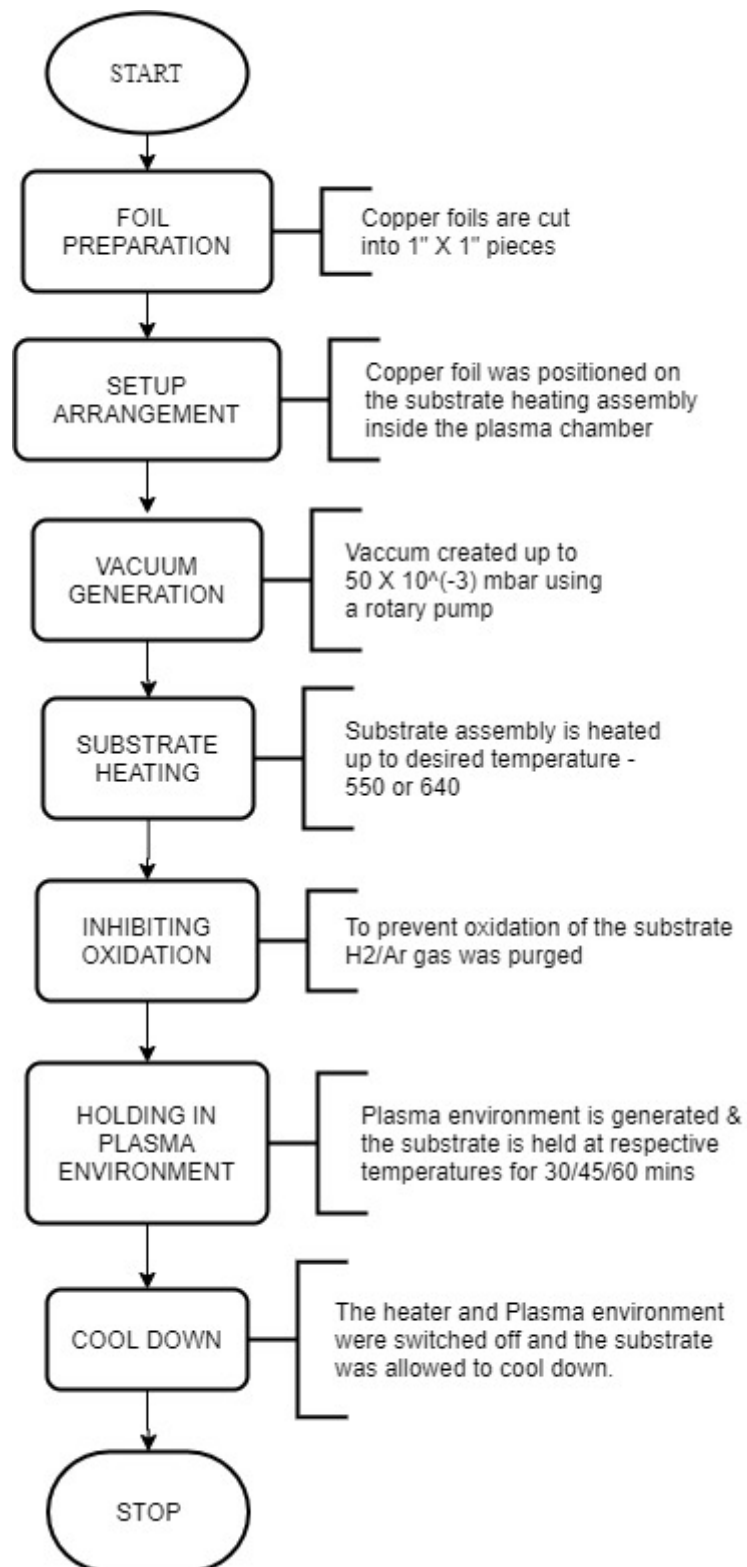 START
FOIL
PREPARATION
Copper foils are cut
into 1" X 1" pieces
SETUP
ARRANGEMENT
Copper foil was positioned on
the substrate heating assembly
inside the plasma chamber
VACUUM
GENERATION
Vaccum created up to
50 X 10^(-3) mbar using
a rotary pump
SUBSTRATE
HEATING
Substrate assembly is heated
up to desired temperature -
550 or 640
INHIBITING
OXIDATION
To prevent oxidation of the substrate
H2/Ar gas was purged
HOLDING IN
PLASMA
ENVIRONMENT
Plasma environment is generated &
the substrate is held at respective
temperatures for 30/45/60 mins
COOL DOWN
The heater and Plasma environment
were switched off and the substrate
was allowed to cool down.
STOP